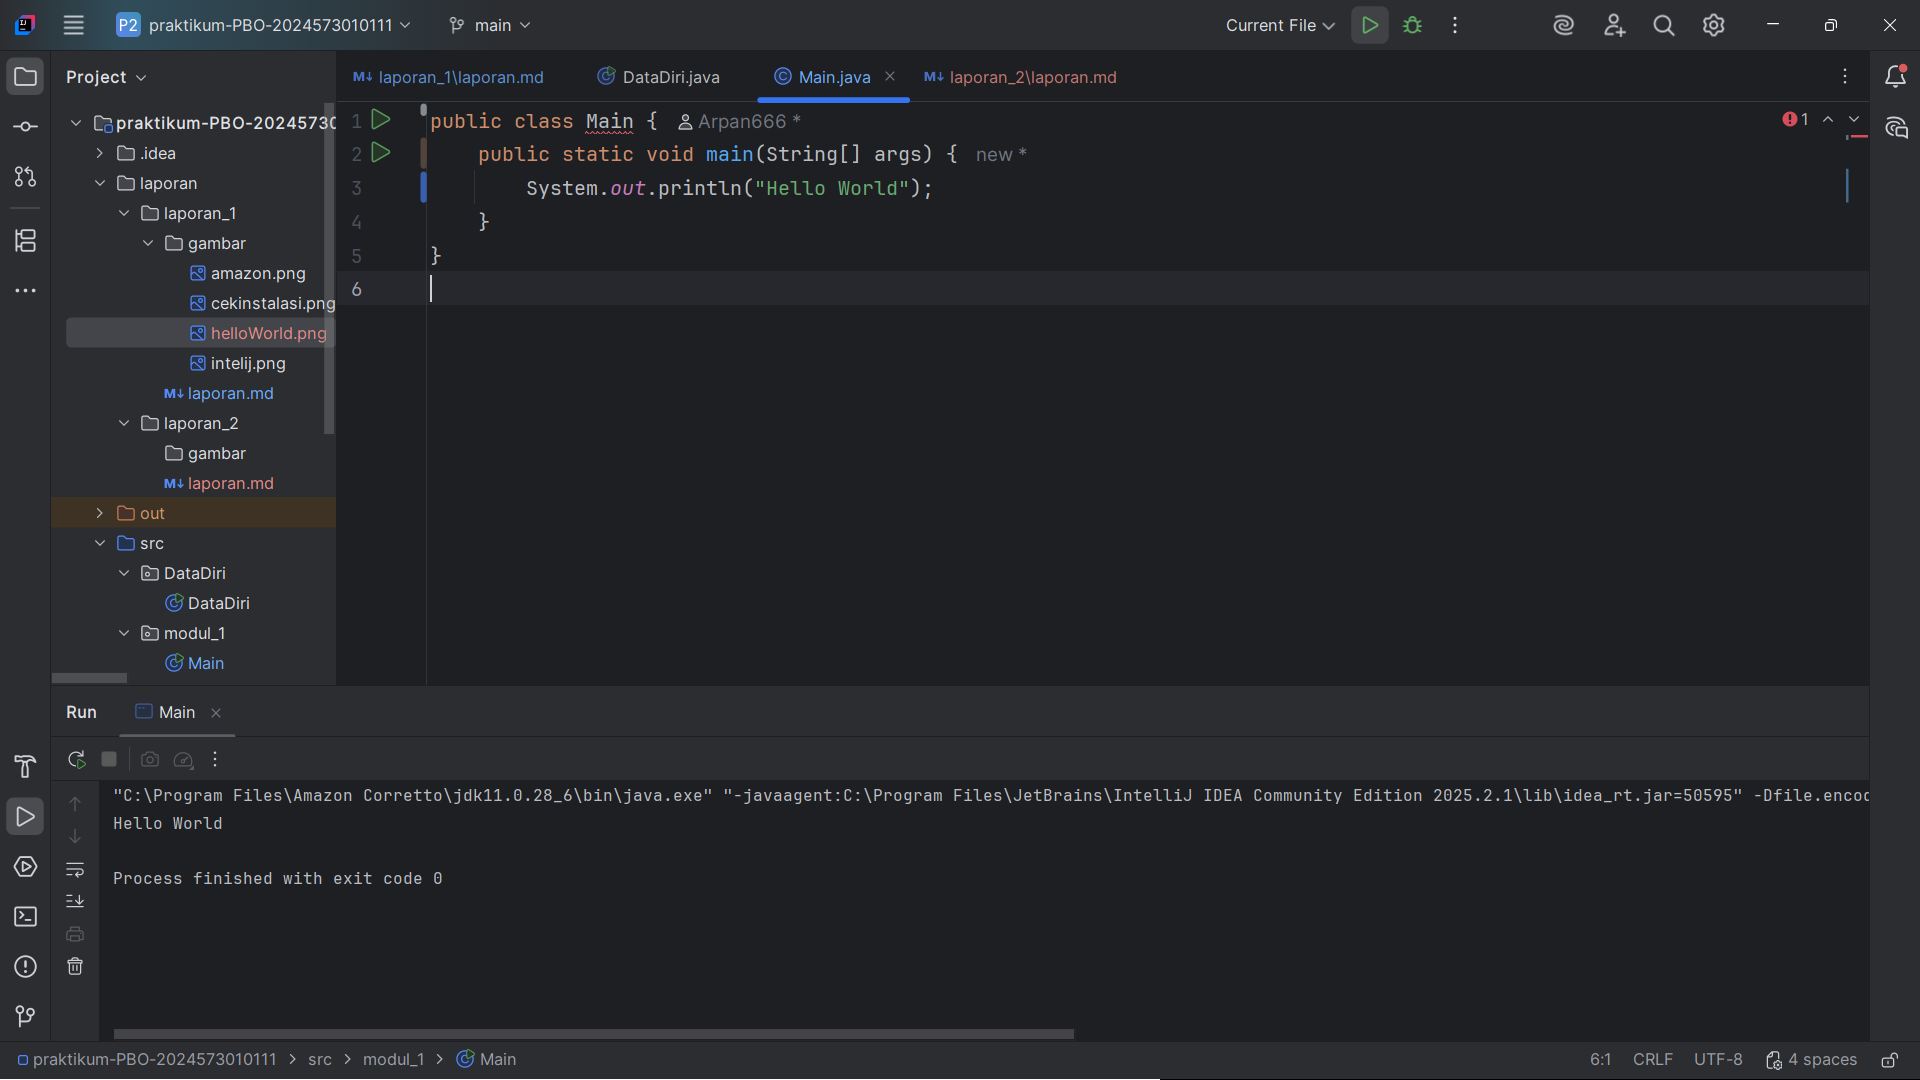 P2 praktikum-PBO-2024573010111 main Current File
Project
M↓ laporan_1\laporan.md DataDiri.java Main.java M↓ laporan_2\laporan.md
praktikum-PBO-20245730
.idea
laporan
laporan_1
gambar
amazon.png
cekinstalasi.png
helloWorld.png
intelij.png
M↓ laporan.md
laporan_2
gambar
M↓ laporan.md
out
src
DataDiri
DataDiri
modul_1
Main
1 public class Main { Arpan666 *
2 public static void main(String[] args) { new *
3 System.out.println("Hello World");
4 }
5 }
6
1
Run Main
"C:\Program Files\Amazon Corretto\jdk11.0.28_6\bin\java.exe" "-javaagent:C:\Program Files\JetBrains\IntelliJ IDEA Community Edition 2025.2.1\lib\idea_rt.jar=50595" -Dfile.encod
Hello World
Process finished with exit code 0
praktikum-PBO-2024573010111 > src > modul_1 > Main 6:1 CRLF UTF-8 4 spaces